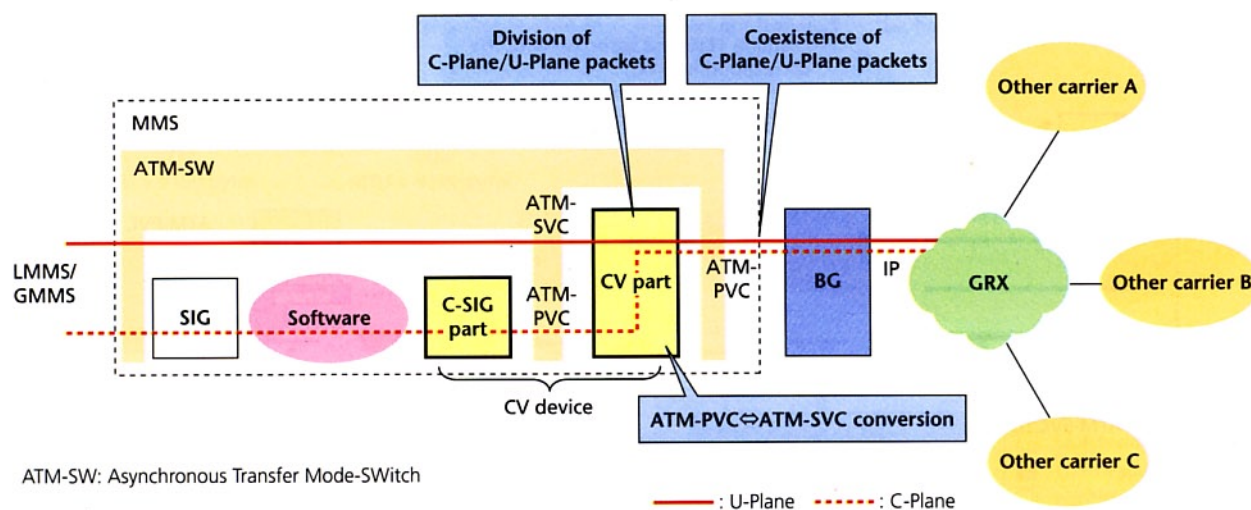 Division of
C-Plane/U-Plane packets
Coexistence of
C-Plane/U-Plane packets
Other carrier A
MMS
ATM-SW
ATM-
SVC
LMMS/
GMMS
SIG
Software
C-SIG
part
ATM-
PVC
CV part
ATM-
PVC
BG
IP
GRX
Other carrier B
CV device
ATM-PVC⇔ATM-SVC conversion
Other carrier C
ATM-SW: Asynchronous Transfer Mode-SWitch
: U-Plane
: C-Plane